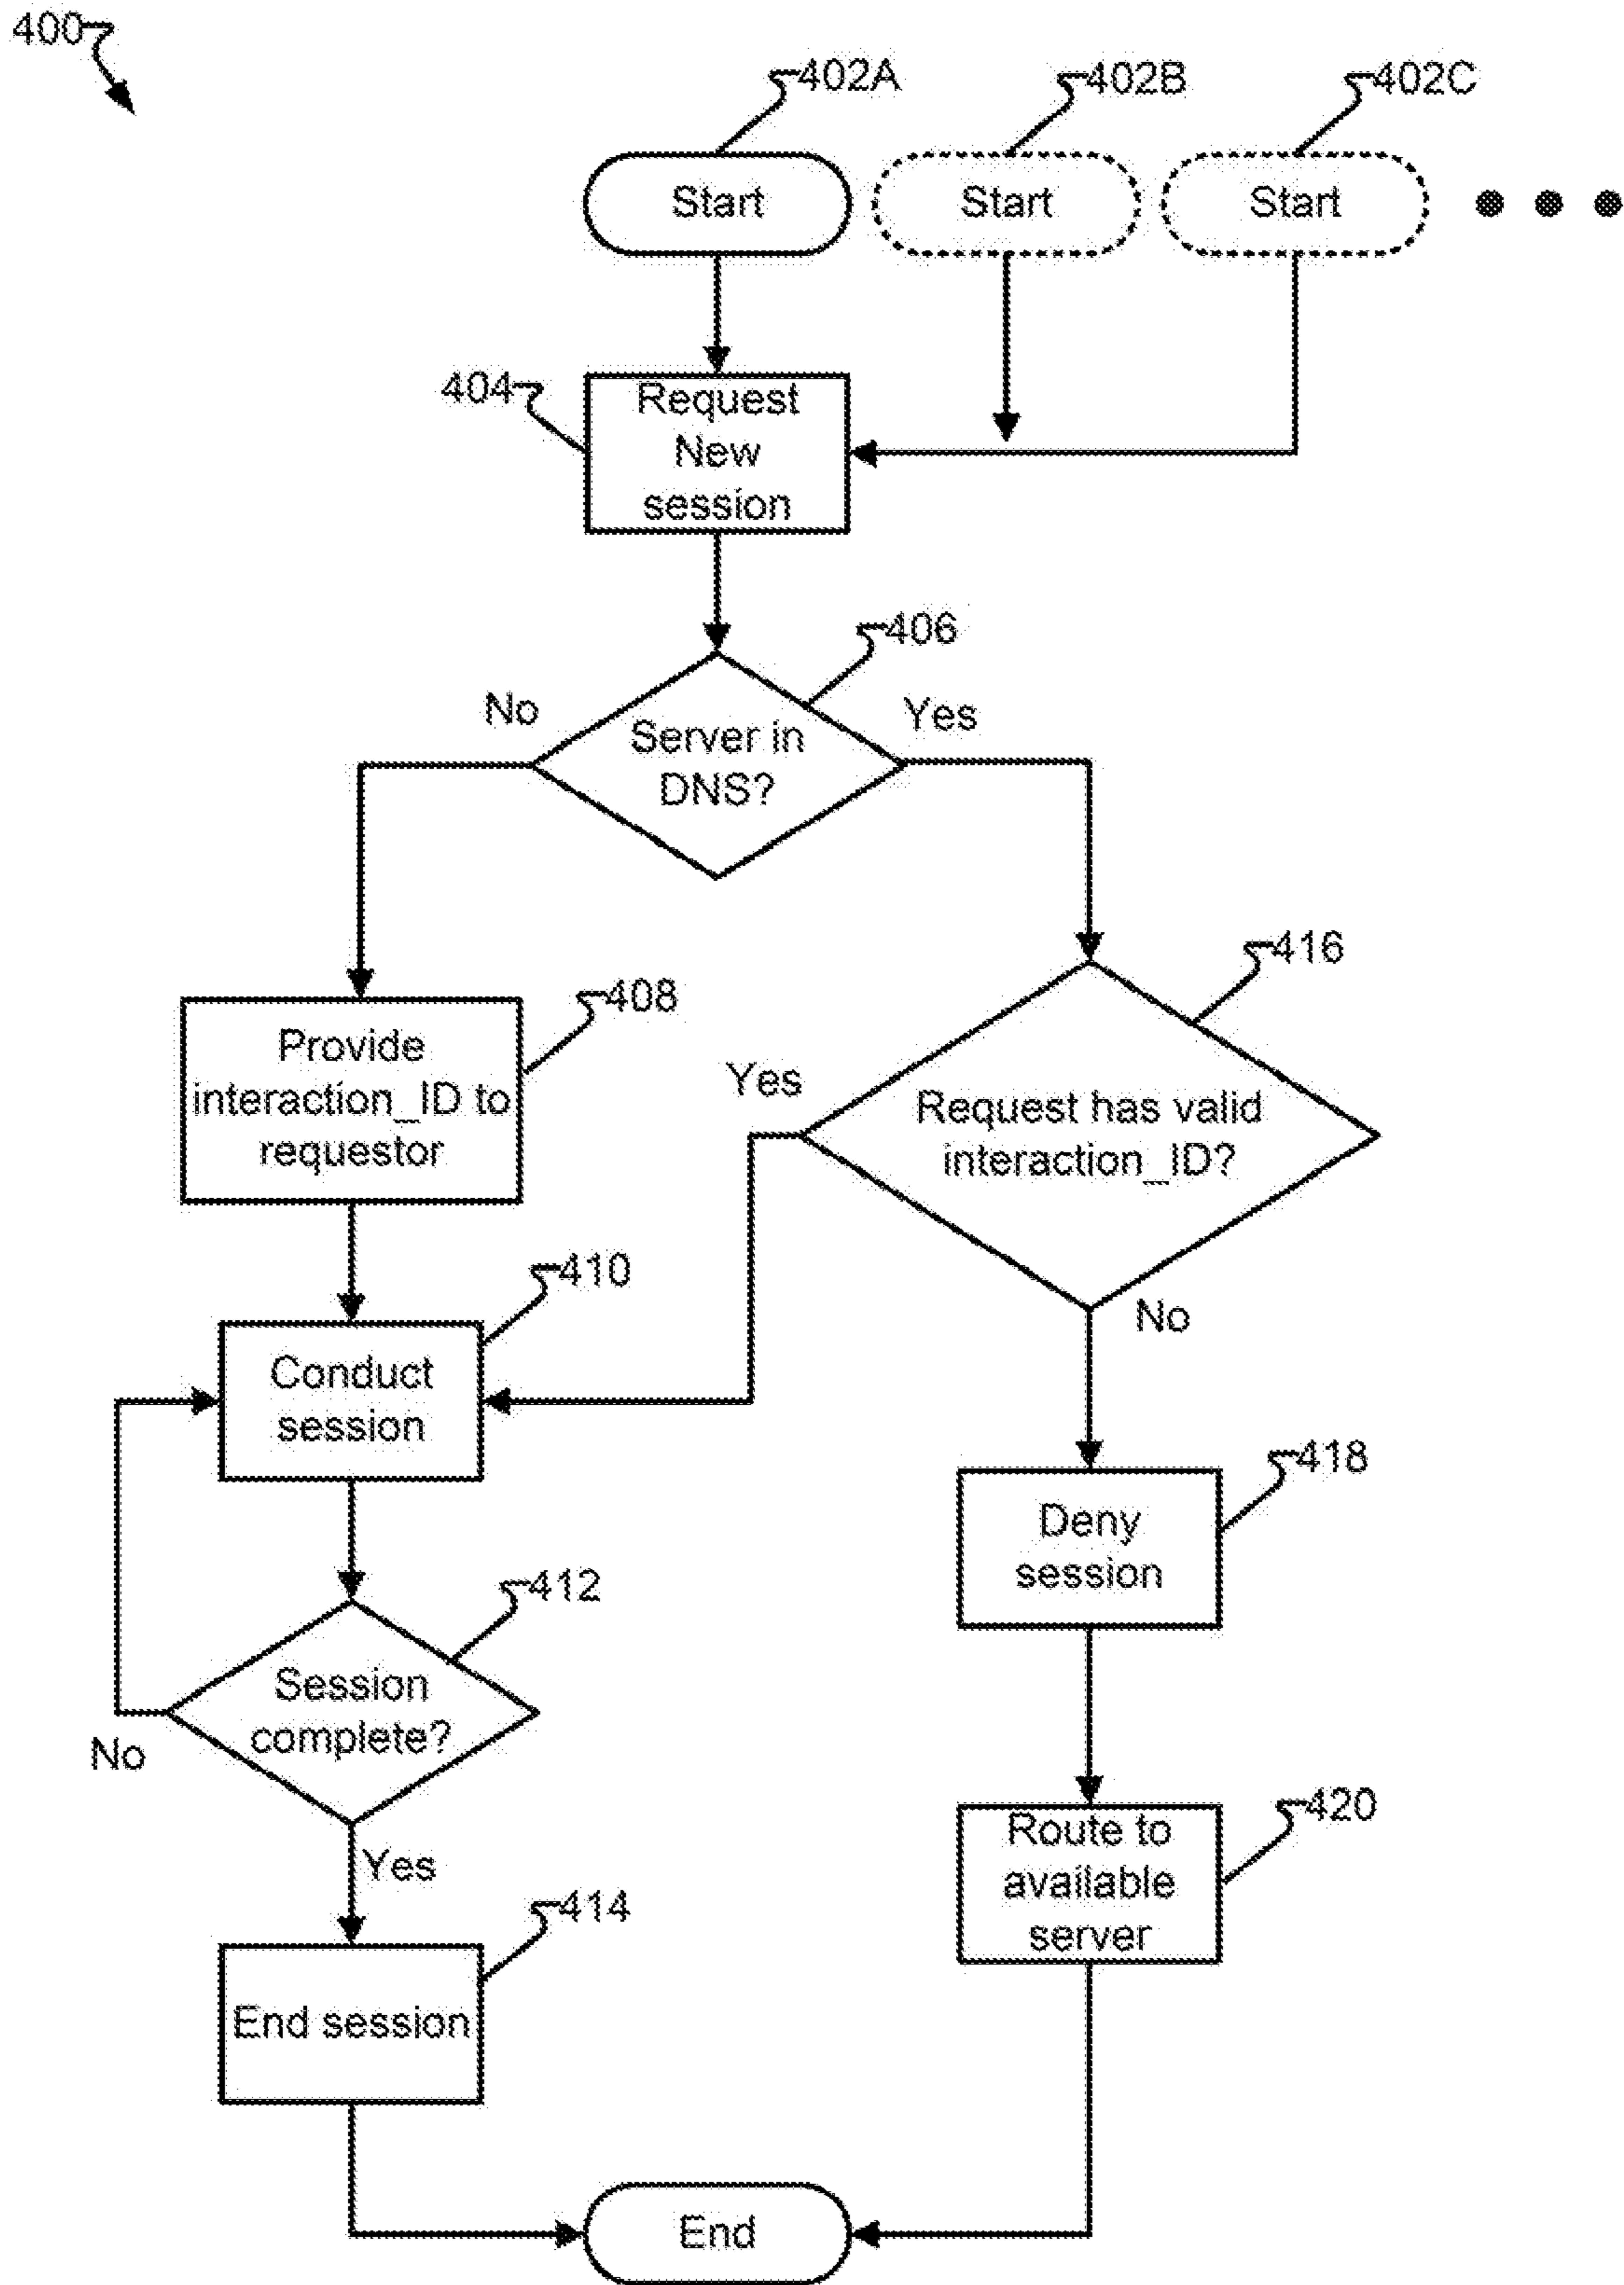 400
402A
402B
402C
Start
Start
Start
404
Request
New
session
406
No
Yes
Server in
DNS?
416
408
Provide
interaction_ID to
requestor
Yes
Request has valid
interaction_ID?
410
No
Conduct
session
418
Deny
session
412
Session
complete?
No
420
Route to
available
server
Yes
414
End session
End